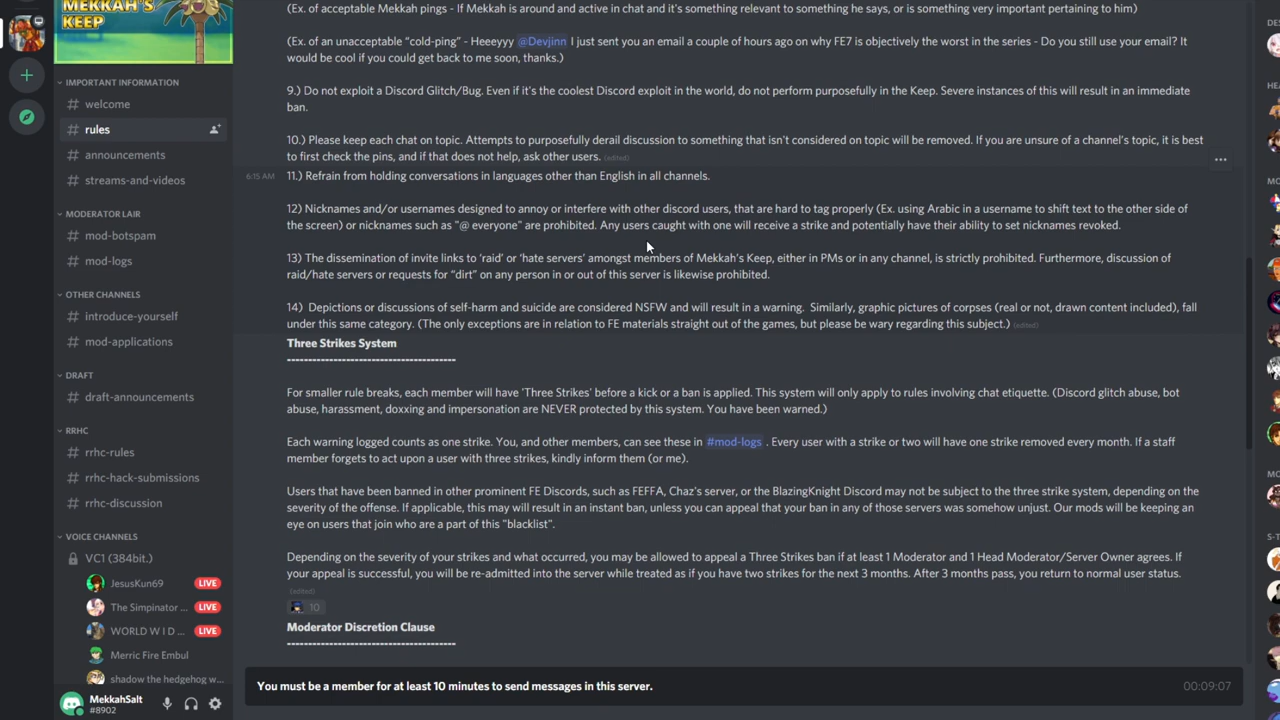 MEKKAH'S
KEEP
IMPORTANT INFORMATION
# welcome
# rules
# announcements
# streams-and-videos
MODERATOR LAIR
# mod-botspam
# mod-logs
OTHER CHANNELS
# introduce-yourself
# mod-applications
DRAFT
# draft-announcements
RRHC
# rrhc-rules
# rrhc-hack-submissions
# rrhc-discussion
VOICE CHANNELS
VC1 (384bit.)
JesusKun69 LIVE
The Simpinator ... LIVE
WORLD W I D ... LIVE
Merric Fire Embul
shadow the hedgehog w...
MekkahSalt
#8902
(Ex. of acceptable Mekkah pings - If Mekkah is around and active in chat and it's something relevant to something he says, or is something very important pertaining to him)
(Ex. of an unacceptable “cold-ping” - Heeeyyy @Devjinn I just sent you an email a couple of hours ago on why FE7 is objectively the worst in the series - Do you still use your email? It
would be cool if you could get back to me soon, thanks.)
9.) Do not exploit a Discord Glitch/Bug. Even if it's the coolest Discord exploit in the world, do not perform purposefully in the Keep. Severe instances of this will result in an immediate
ban.
10.) Please keep each chat on topic. Attempts to purposefully derail discussion to something that isn't considered on topic will be removed. If you are unsure of a channel's topic, it is best
to first check the pins, and if that does not help, ask other users. (edited)
6:15 AM 11.) Refrain from holding conversations in languages other than English in all channels.
12) Nicknames and/or usernames designed to annoy or interfere with other discord users, that are hard to tag properly (Ex. using Arabic in a username to shift text to the other side of
the screen) or nicknames such as "@ everyone" are prohibited. Any users caught with one will receive a strike and potentially have their ability to set nicknames revoked.
13) The dissemination of invite links to 'raid' or 'hate servers' amongst members of Mekkah's Keep, either in PMs or in any channel, is strictly prohibited. Furthermore, discussion of
raid/hate servers or requests for “dirt” on any person in or out of this server is likewise prohibited.
14) Depictions or discussions of self-harm and suicide are considered NSFW and will result in a warning. Similarly, graphic pictures of corpses (real or not, drawn content included), fall
under this same category. (The only exceptions are in relation to FE materials straight out of the games, but please be wary regarding this subject.) (edited)
Three Strikes System
------------------------------------------
For smaller rule breaks, each member will have 'Three Strikes' before a kick or a ban is applied. This system will only apply to rules involving chat etiquette. (Discord glitch abuse, bot
abuse, harassment, doxxing and impersonation are NEVER protected by this system. You have been warned.)
Each warning logged counts as one strike. You, and other members, can see these in #mod-logs . Every user with a strike or two will have one strike removed every month. If a staff
member forgets to act upon a user with three strikes, kindly inform them (or me).
Users that have been banned in other prominent FE Discords, such as FEFFA, Chaz's server, or the BlazingKnight Discord may not be subject to the three strike system, depending on the
severity of the offense. If applicable, this may will result in an instant ban, unless you can appeal that your ban in any of those servers was somehow unjust. Our mods will be keeping an
eye on users that join who are a part of this "blacklist".
Depending on the severity of your strikes and what occurred, you may be allowed to appeal a Three Strikes ban if at least 1 Moderator and 1 Head Moderator/Server Owner agrees. If
your appeal is successful, you will be re-admitted into the server while treated as if you have two strikes for the next 3 months. After 3 months pass, you return to normal user status.
(edited)
10
Moderator Discretion Clause
------------------------------------------
You must be a member for at least 10 minutes to send messages in this server.
00:09:07
DES
HEA
MO
MO
S-T